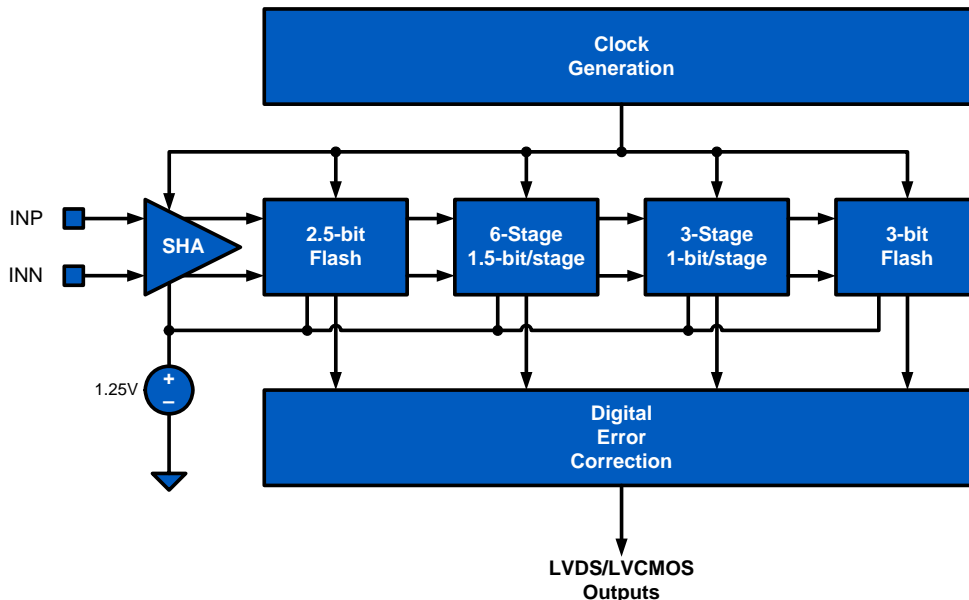 Clock
Generation
INP
INN
SHA
2.5-bit
Flash
6-Stage
1.5-bit/stage
3-Stage
1-bit/stage
3-bit
Flash
1.25V
+
–
Digital
Error
Correction
LVDS/LVCMOS
Outputs